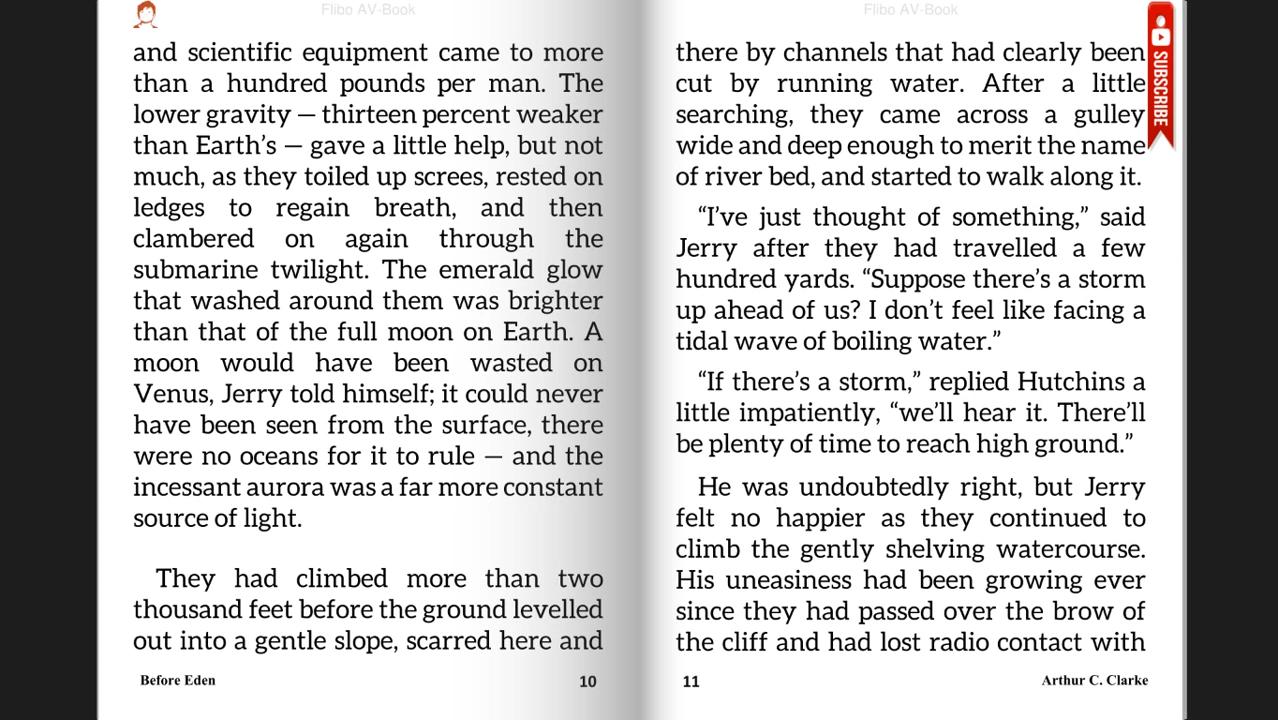 Flibo AV-Book
and scientific equipment came to more
than a hundred pounds per man. The
lower gravity — thirteen percent weaker
than Earth’s — gave a little help, but not
much, as they toiled up screes, rested on
ledges to regain breath, and then
clambered on again through the
submarine twilight. The emerald glow
that washed around them was brighter
than that of the full moon on Earth. A
moon would have been wasted on
Venus, Jerry told himself; it could never
have been seen from the surface, there
were no oceans for it to rule — and the
incessant aurora was a far more constant
source of light.
They had climbed more than two
thousand feet before the ground levelled
out into a gentle slope, scarred here and
Before Eden
10
Flibo AV-Book
SUBSCRIBE
there by channels that had clearly been
cut by running water. After a little
searching, they came across a gulley
wide and deep enough to merit the name
of river bed, and started to walk along it.
“I’ve just thought of something,” said
Jerry after they had travelled a few
hundred yards. “Suppose there’s a storm
up ahead of us? I don’t feel like facing a
tidal wave of boiling water.”
“If there’s a storm,” replied Hutchins a
little impatiently, “we’ll hear it. There’ll
be plenty of time to reach high ground.”
He was undoubtedly right, but Jerry
felt no happier as they continued to
climb the gently shelving watercourse.
His uneasiness had been growing ever
since they had passed over the brow of
the cliff and had lost radio contact with
11
Arthur C. Clarke